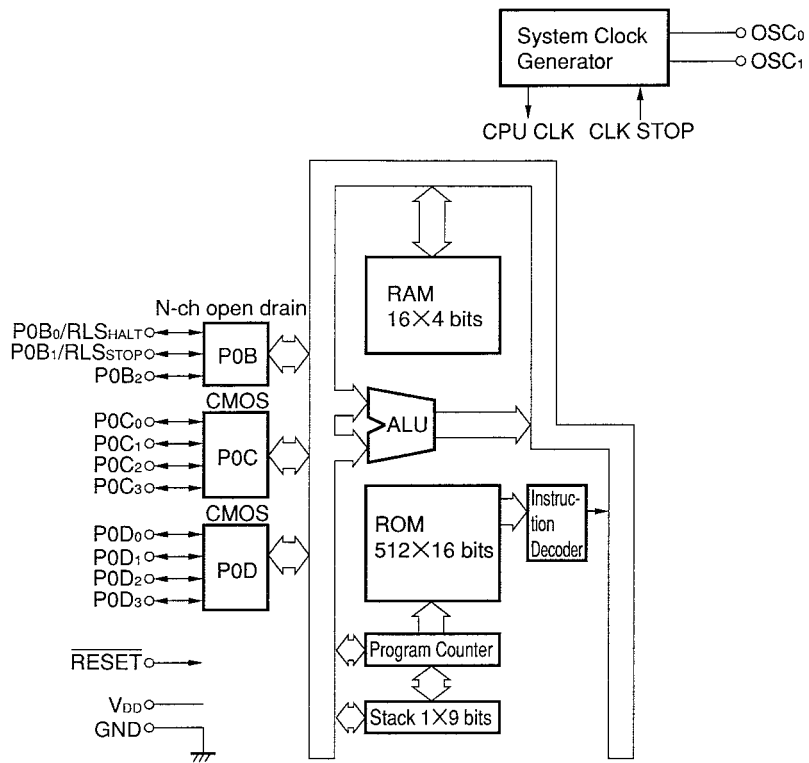 System Clock
Generator
OSC₀
OSC₁
CPU CLK
CLK STOP
RAM
16×4 bits
N-ch open drain
P0B₀/RLSHALT
P0B₁/RLSSTOP
P0B₂
P0B
CMOS
P0C₀
P0C₁
P0C₂
P0C₃
P0C
ALU
CMOS
P0D₀
P0D₁
P0D₂
P0D₃
P0D
ROM
512×16 bits
Instruc-
tion
Decoder
RESET
Program Counter
VDD
GND
Stack 1×9 bits